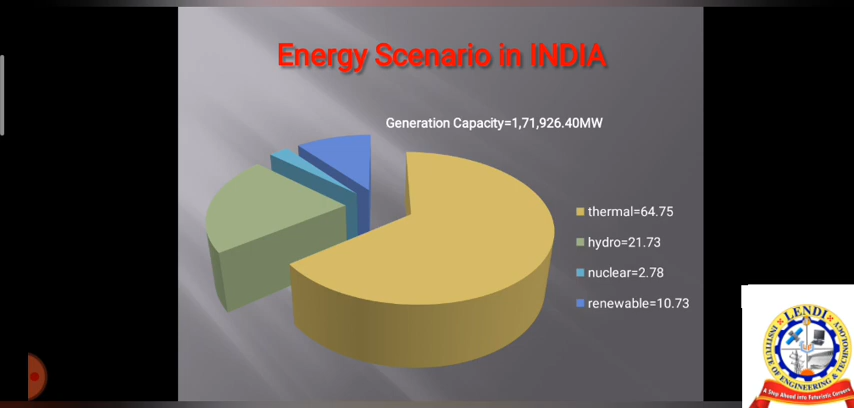 Energy Scenario in INDIA
Generation Capacity=1,71,926.40MW
thermal=64.75
hydro=21.73
nuclear=2.78
renewable=10.73
LENDI
INSTITUTE OF ENGINEERING & TECHNOLOGY
A Step Ahead into Futuristic Careers